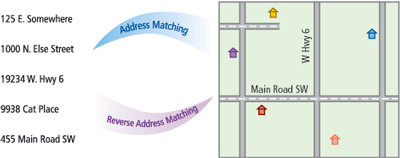 125 E. Somewhere
1000 N. Else Street
19234 W. Hwy 6
9938 Cat Place
455 Main Road SW
Address Matching
Reverse Address Matching
W Hwy 6
Main Road SW